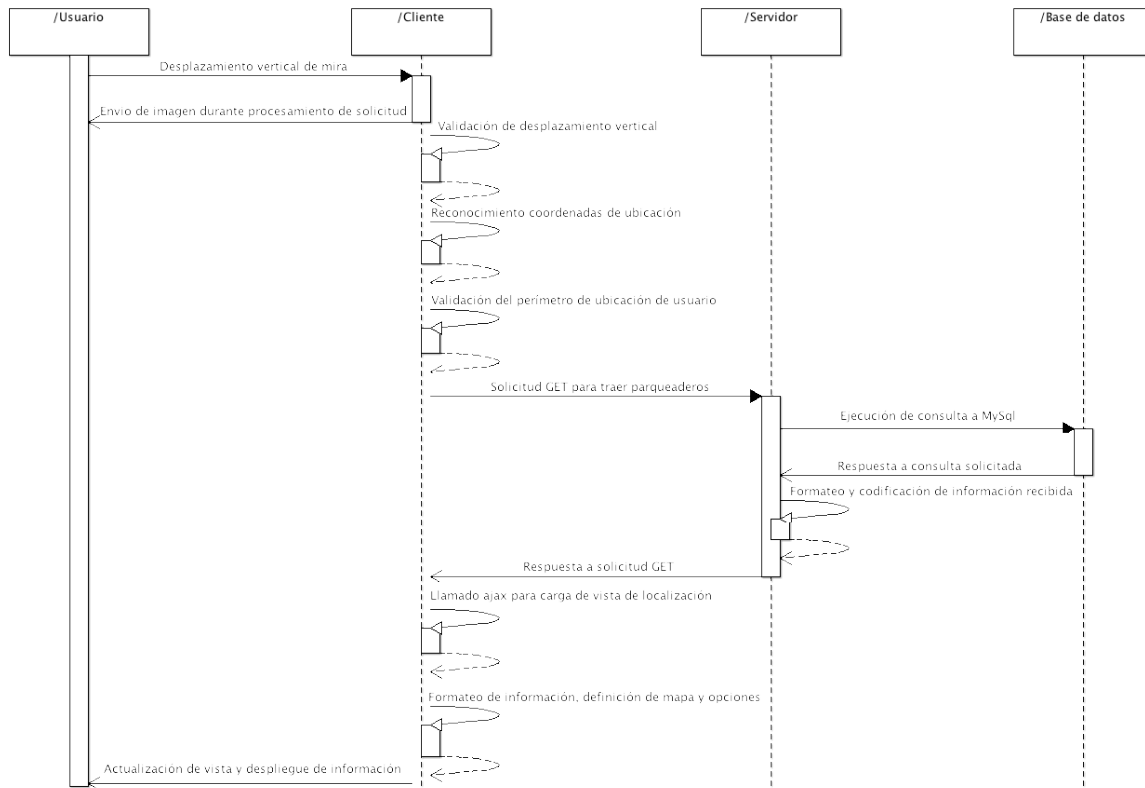 /Usuario
/Cliente
/Servidor
/Base de datos
Desplazamiento vertical de mira
Envio de imagen durante procesamiento de solicitud
Validación de desplazamiento vertical
Reconocimiento coordenadas de ubicación
Validación del perímetro de ubicación de usuario
Solicitud GET para traer parqueaderos
Ejecución de consulta a MySql
Respuesta a consulta solicitada
Formateo y codificación de información recibida
Respuesta a solicitud GET
Llamado ajax para carga de vista de localización
Formateo de información, definición de mapa y opciones
Actualización de vista y despliegue de información